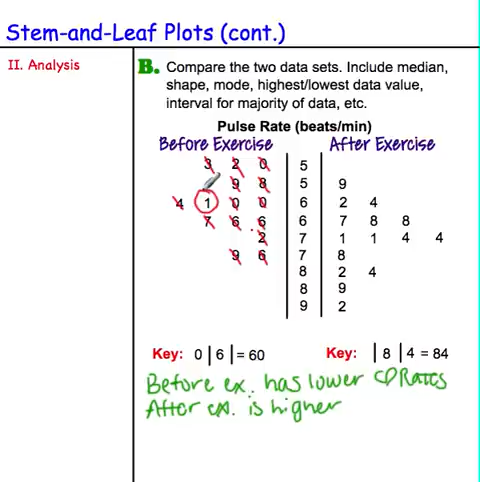 Stem-and-Leaf Plots (cont.)
II. Analysis
B. Compare the two data sets. Include median,
shape, mode, highest/lowest data value,
interval for majority of data, etc.
Pulse Rate (beats/min)
Before Exercise After Exercise
3 2 0 5
9 8 5 9
4 1 0 0 6 2 4
7 6 6 6 7 8 8
2 7 1 1 4 4
9 6 7 8
8 2 4
8 9
9 2
Key: 0 | 6 | = 60 Key: | 8 | 4 = 84
Before ex. has lower Rates
After ex. is higher